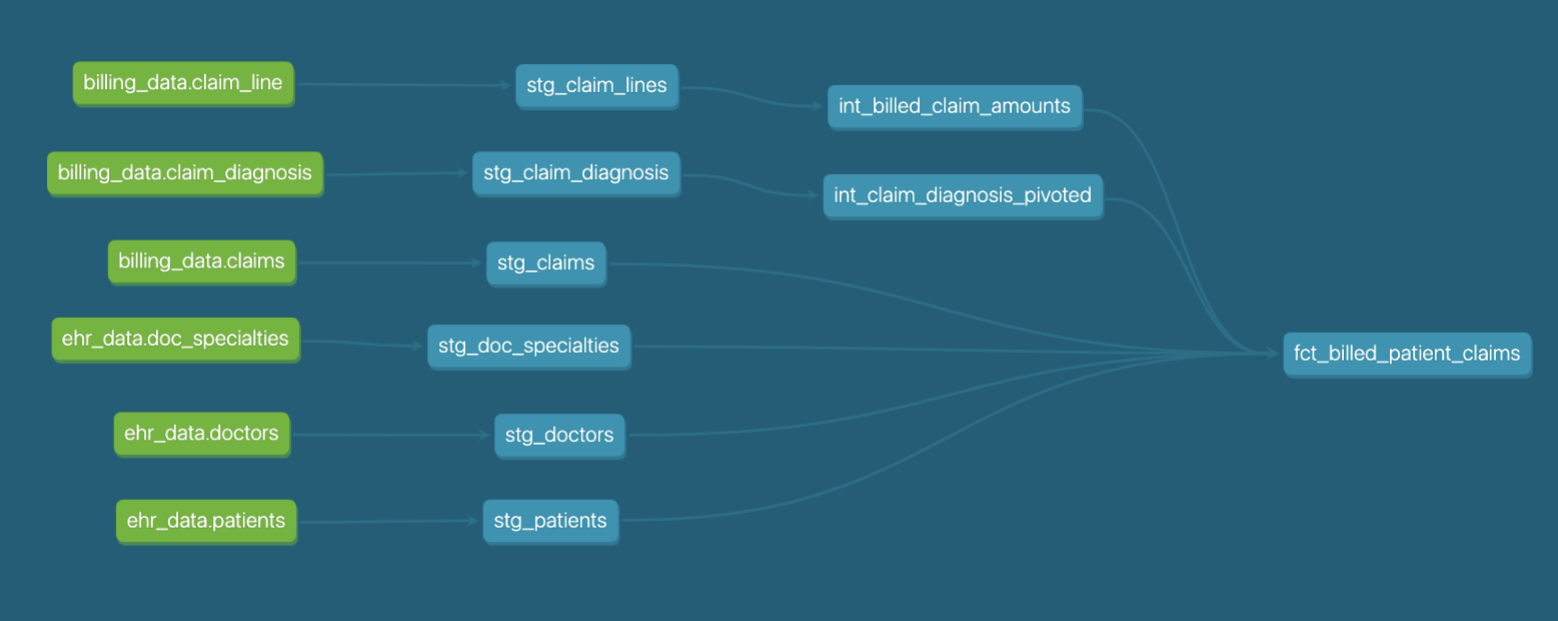 billing_data.claim_line
stg_claim_lines
int_billed_claim_amounts
billing_data.claim_diagnosis
stg_claim_diagnosis
int_claim_diagnosis_pivoted
billing_data.claims
stg_claims
ehr_data.doc_specialties
stg_doc_specialties
fct_billed_patient_claims
ehr_data.doctors
stg_doctors
ehr_data.patients
stg_patients